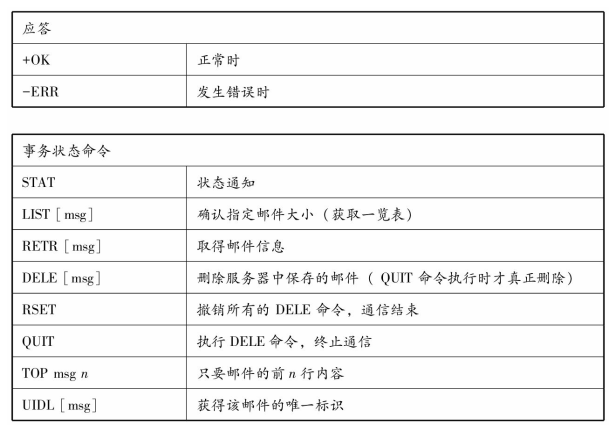 应答
+OK 正常时
-ERR 发生错误时
事务状态命令
STAT 状态通知
LIST [msg] 确认指定邮件大小 (获取一览表)
RETR [msg] 取得邮件信息
DELE [msg] 删除服务器中保存的邮件 ( QUIT 命令执行时才真正删除)
RSET 撤销所有的 DELE 命令, 通信结束
QUIT 执行 DELE 命令, 终止通信
TOP msg n 只要邮件的前 n 行内容
UIDL [msg] 获得该邮件的唯一标识